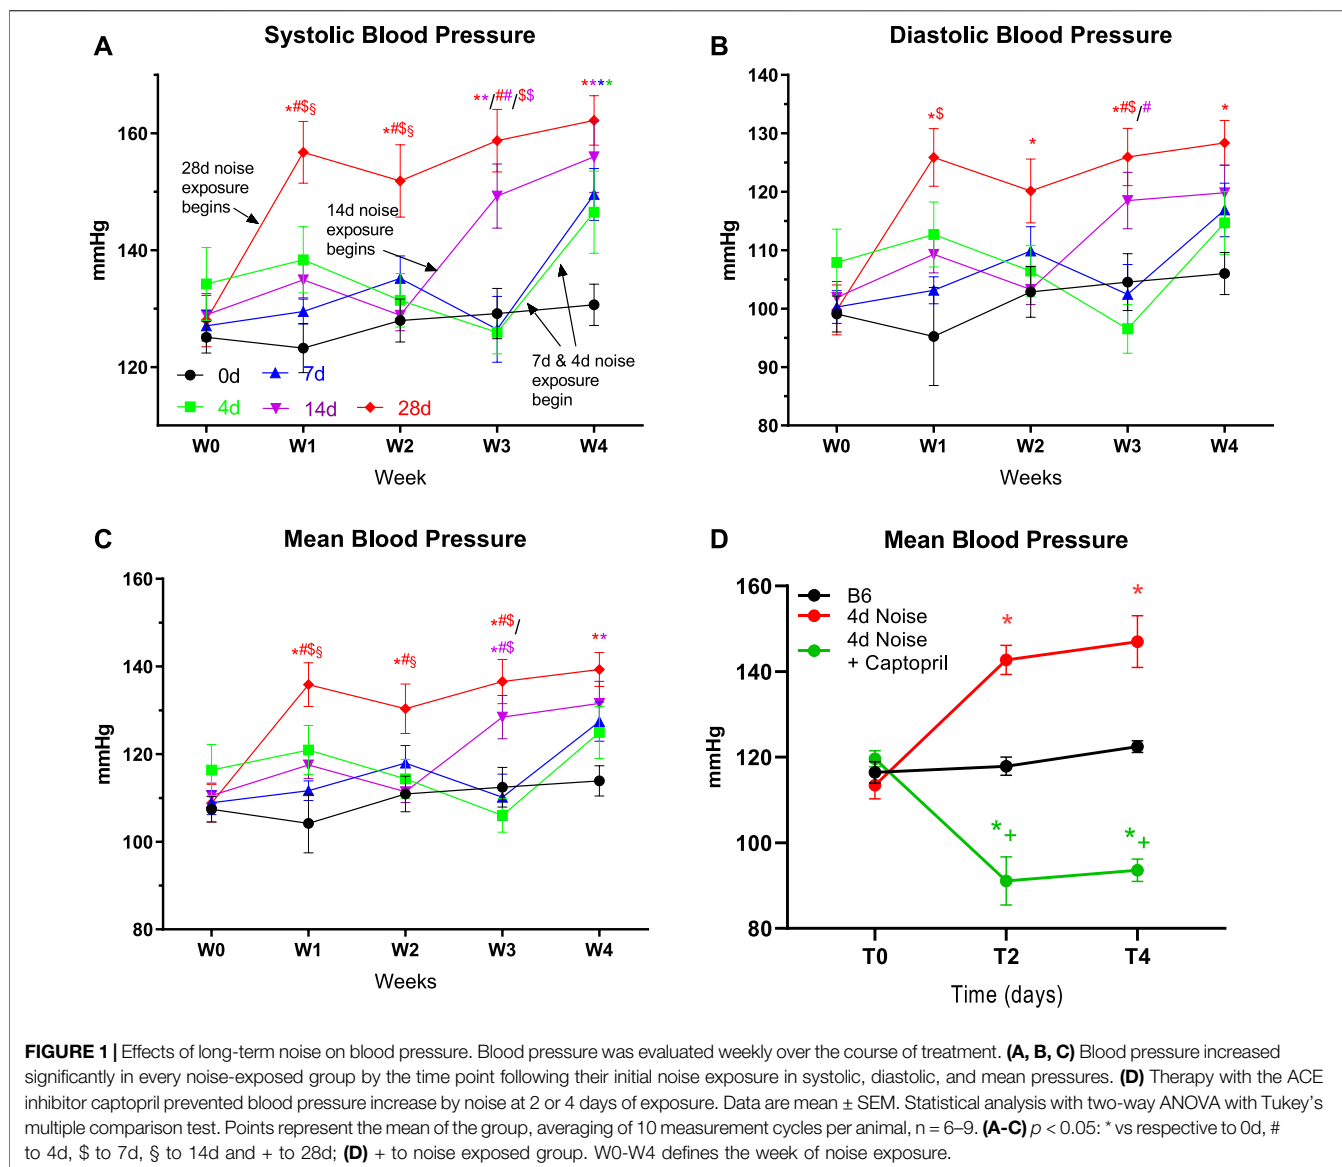 A
Systolic Blood Pressure
160
140
120
mmHg
*#$§
*#$§
**/##/$$
****
28d noise
exposure
begins
14d noise
exposure
begins
7d & 4d noise
exposure
begin
0d
7d
4d
14d
28d
W0 W1 W2 W3 W4
Week
B
Diastolic Blood Pressure
140
130
120
110
100
90
80
mmHg
*$
*
*#$/#
*
W0 W1 W2 W3 W4
Weeks
C
Mean Blood Pressure
160
140
120
100
80
mmHg
*#$§
*#§
*#$/
*#$
**
W0 W1 W2 W3 W4
Weeks
D
Mean Blood Pressure
160
140
120
100
80
mmHg
B6
4d Noise
4d Noise
+ Captopril
*
*
*+
*+
T0 T2 T4
Time (days)
FIGURE 1 | Effects of long-term noise on blood pressure. Blood pressure was evaluated weekly over the course of treatment. (A, B, C) Blood pressure increased
significantly in every noise-exposed group by the time point following their initial noise exposure in systolic, diastolic, and mean pressures. (D) Therapy with the ACE
inhibitor captopril prevented blood pressure increase by noise at 2 or 4 days of exposure. Data are mean ± SEM. Statistical analysis with two-way ANOVA with Tukey's
multiple comparison test. Points represent the mean of the group, averaging of 10 measurement cycles per animal, n = 6–9. (A-C) p < 0.05: * vs respective to 0d, #
to 4d, $ to 7d, § to 14d and + to 28d; (D) + to noise exposed group. W0-W4 defines the week of noise exposure.